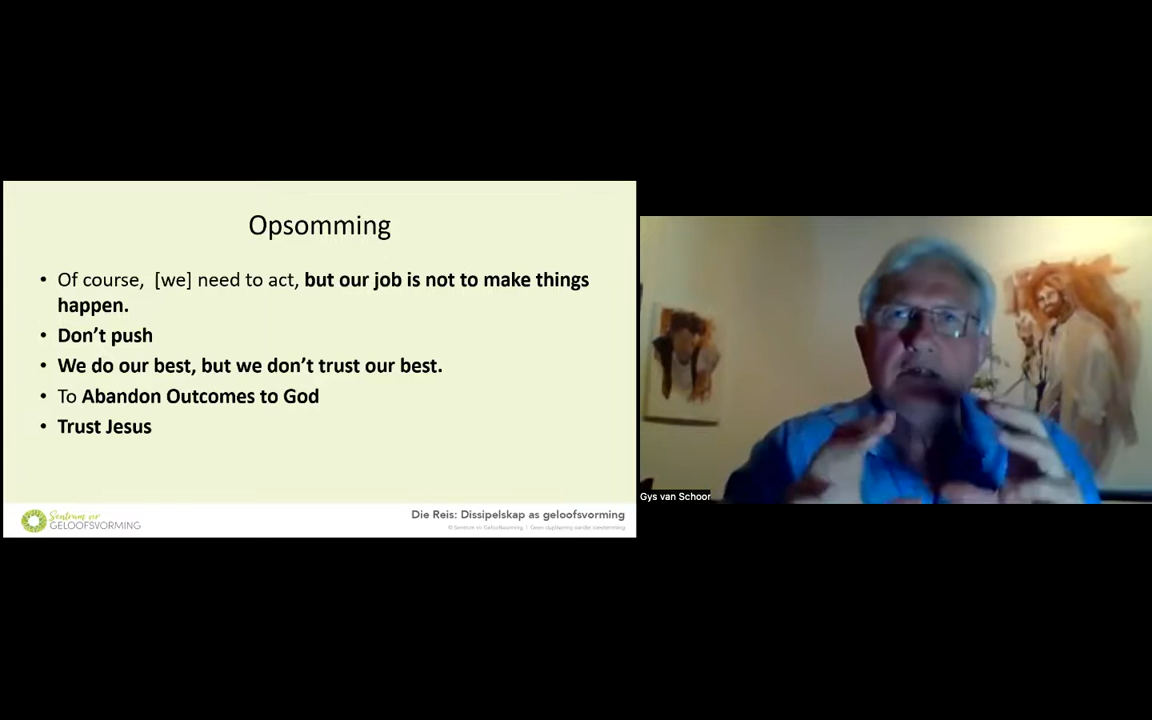 Opsomming
• Of course, [we] need to act, but our job is not to make things
happen.
• Don’t push
• We do our best, but we don’t trust our best.
• To Abandon Outcomes to God
• Trust Jesus
Sentrum vir
GELOOFSVORMING
Die Reis: Dissipelskap as geloofsvorming
© Sentrum vir Geloofsvorming | Geen duplisering sonder toestemming
Gys van Schoor